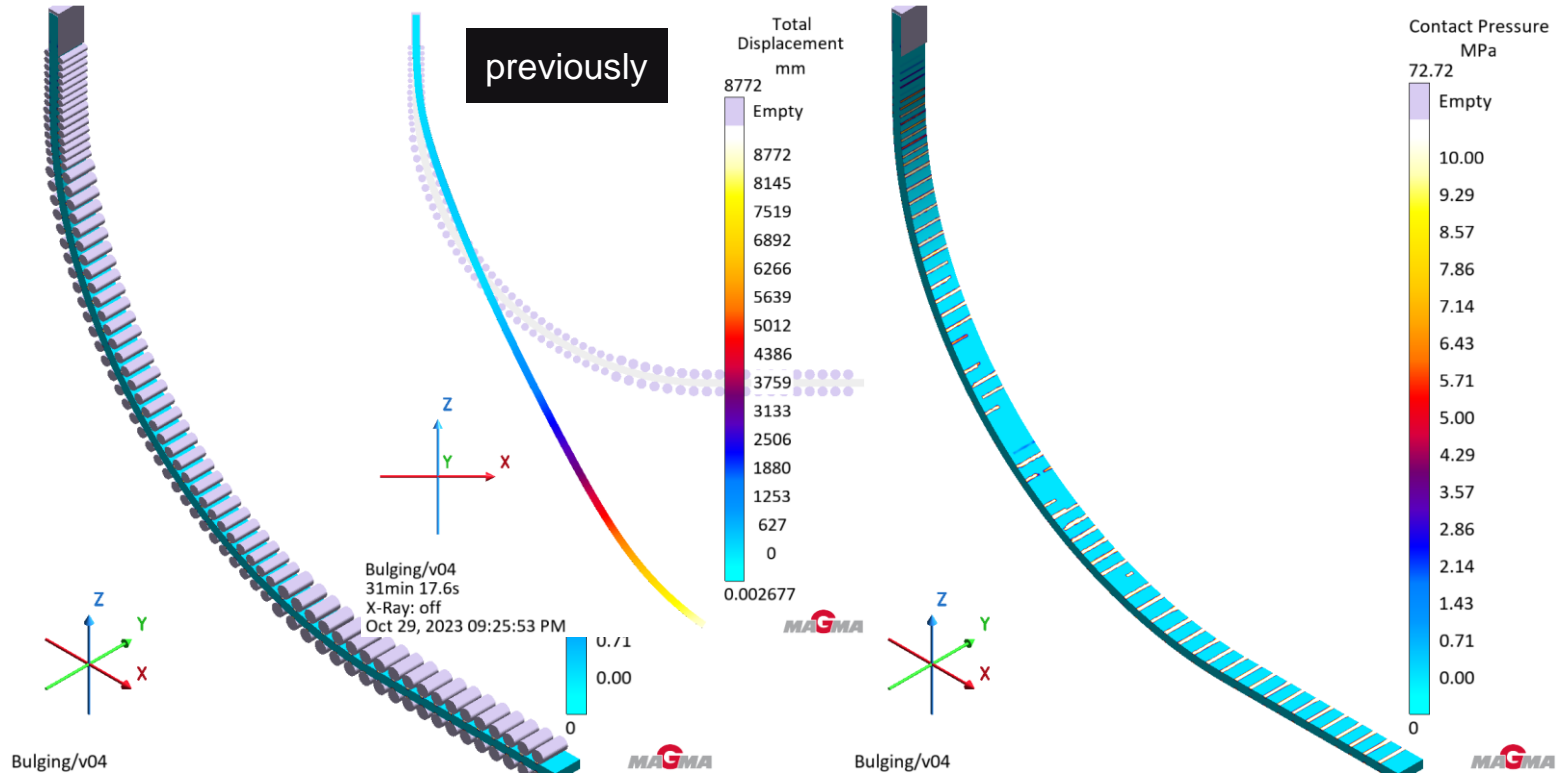 previously
Total
Displacement
mm
8772
Empty
8772
8145
7519
6892
6266
5639
5012
4386
3759
3133
2506
1880
1253
627
0
0.002677
Z
Y
X
Bulging/v04
31min 17.6s
X-Ray: off
Oct 29, 2023 09:25:53 PM
MAGMA
0.71
0.00
0
Z
Y
X
Bulging/v04
MAGMA
Contact Pressure
MPa
72.72
Empty
10.00
9.29
8.57
7.86
7.14
6.43
5.71
5.00
4.29
3.57
2.86
2.14
1.43
0.71
0.00
0
Z
Y
X
Bulging/v04
MAGMA